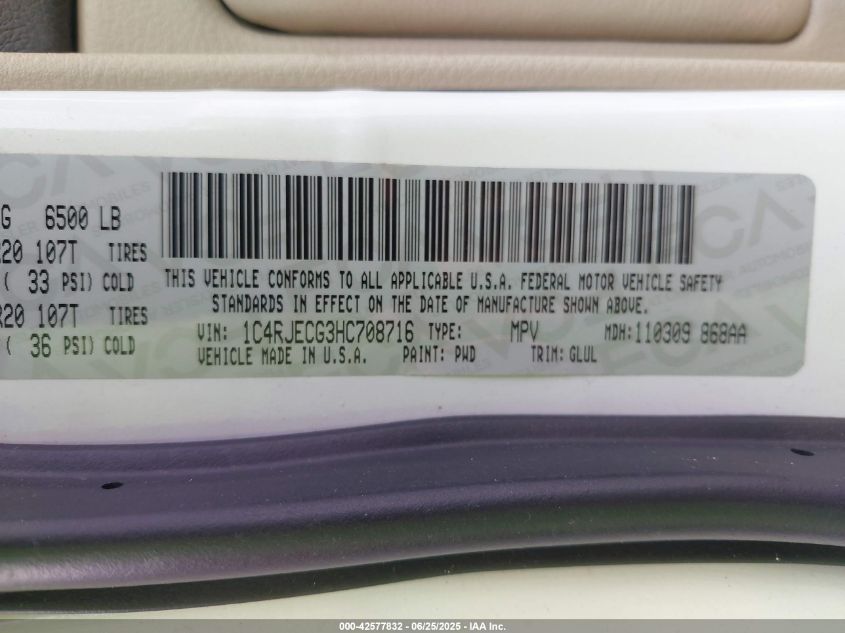 G 6500 LB
R20 107T TIRES
( 33 PSI) COLD
R20 107T TIRES
( 36 PSI) COLD
THIS VEHICLE CONFORMS TO ALL APPLICABLE U.S.A. FEDERAL MOTOR VEHICLE SAFETY
STANDARDS IN EFFECT ON THE DATE OF MANUFACTURE SHOWN ABOVE.
VIN: 1C4RJECG3HC708716 TYPE: MPV MDH:110309 868AA
VEHICLE MADE IN U.S.A. PAINT: PWD TRIM: GLUL
000-42577832 - 06/25/2025 - IAA Inc.